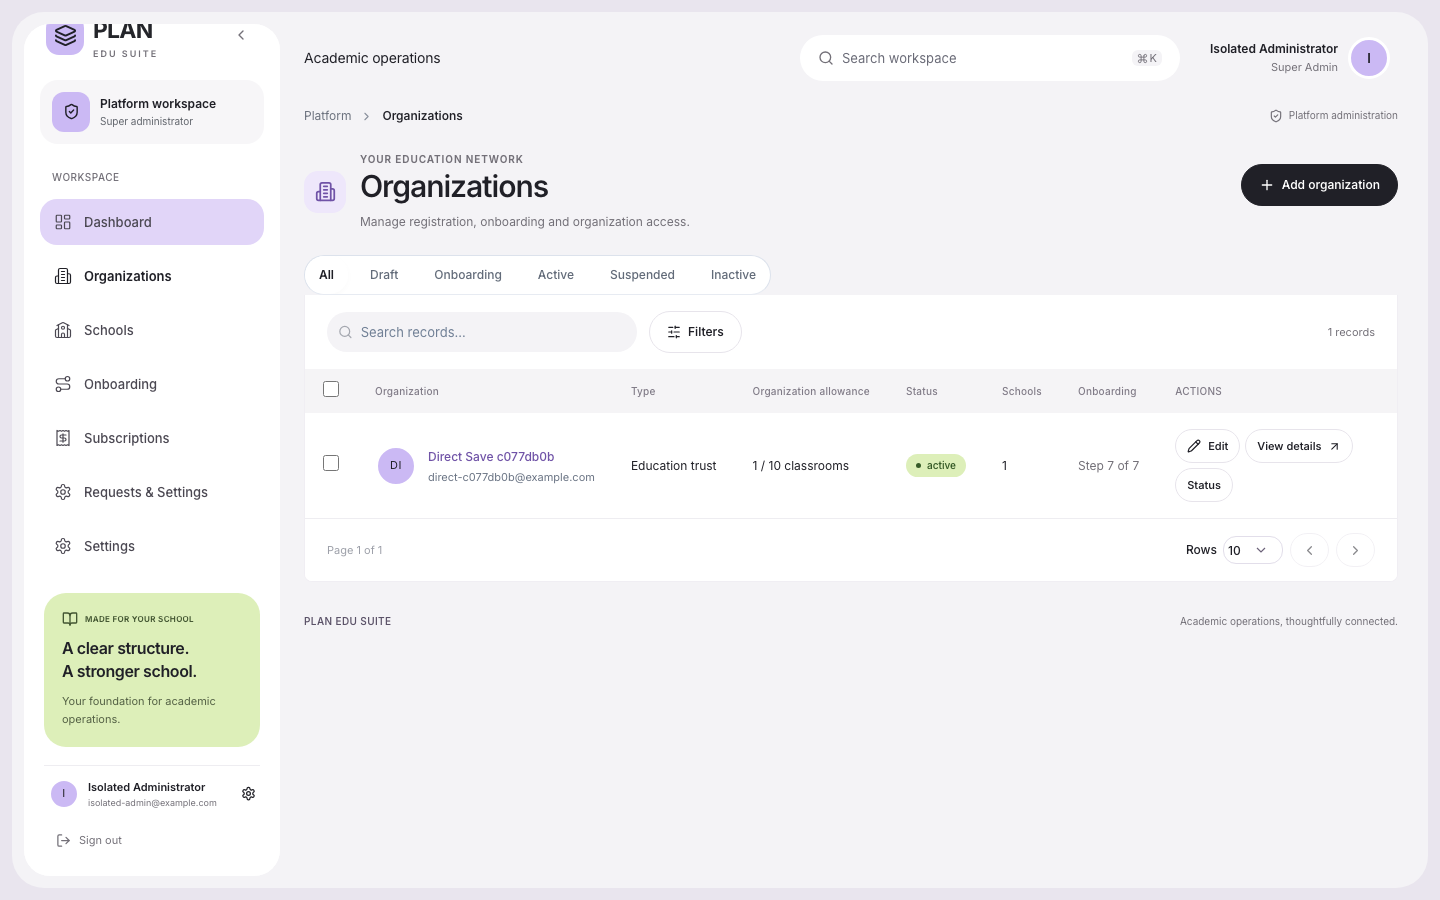 PLAN
EDU SUITE
Platform workspace
Super administrator
WORKSPACE
Dashboard
Organizations
Schools
Onboarding
Subscriptions
Requests & Settings
Settings
MADE FOR YOUR SCHOOL
A clear structure.
A stronger school.
Your foundation for academic
operations.
I
Isolated Administrator
isolated-admin@example.com
Sign out
Academic operations
Search workspace
⌘K
Isolated Administrator
Super Admin
I
Platform > Organizations
Platform administration
YOUR EDUCATION NETWORK
Organizations
Manage registration, onboarding and organization access.
+ Add organization
All Draft Onboarding Active Suspended Inactive
Search records...
Filters
1 records
Organization Type Organization allowance Status Schools Onboarding ACTIONS
DI
Direct Save c077db0b
direct-c077db0b@example.com
Education trust
1 / 10 classrooms
active
1
Step 7 of 7
Edit
View details
Status
Page 1 of 1
Rows 10
PLAN EDU SUITE
Academic operations, thoughtfully connected.